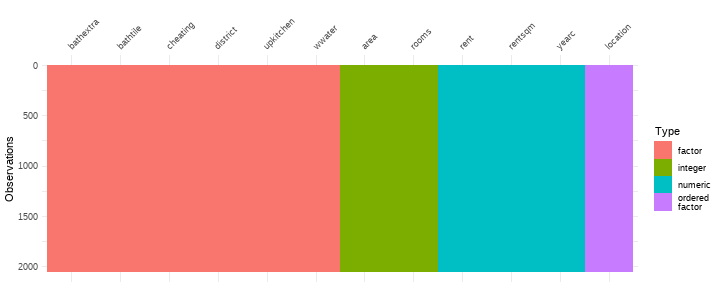 bathextra
bathtile
cheating
district
upkitchen
wwater
area
rooms
rent
rentsqm
yearc
location
0
500
1000
1500
2000
Observations
Type
factor
integer
numeric
ordered
factor